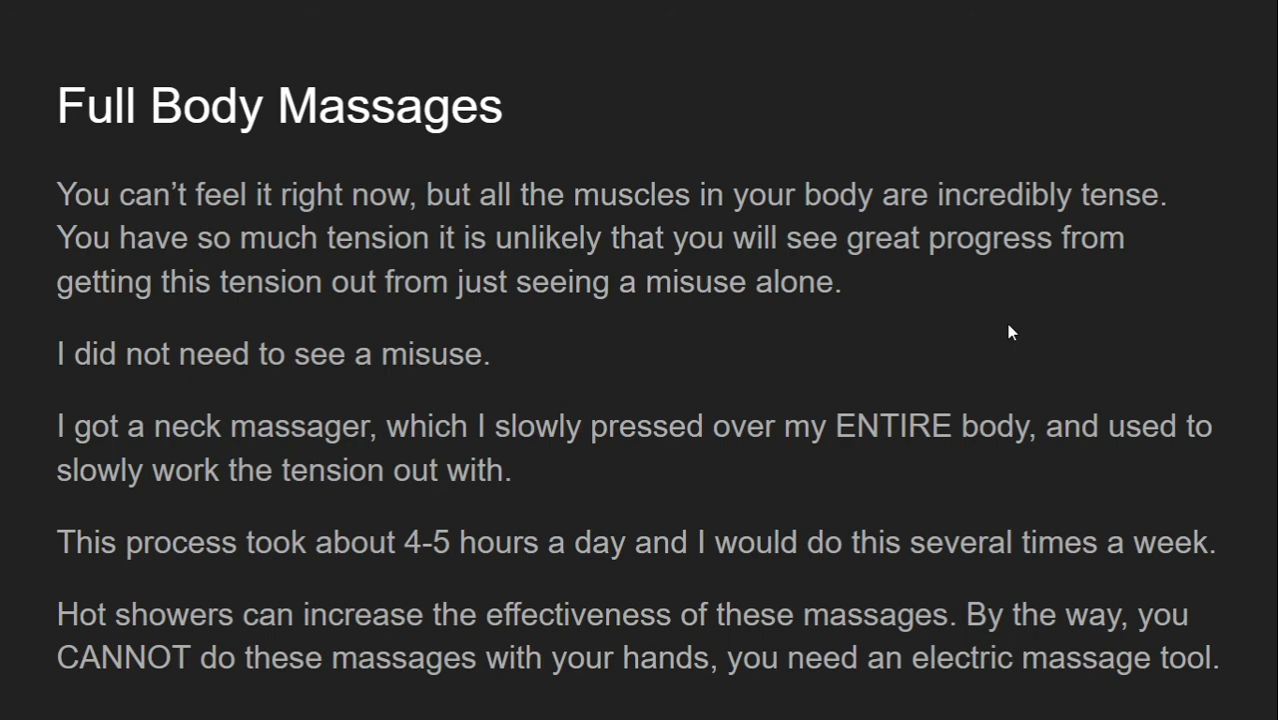 Full Body Massages
You can’t feel it right now, but all the muscles in your body are incredibly tense.
You have so much tension it is unlikely that you will see great progress from
getting this tension out from just seeing a misuse alone.
I did not need to see a misuse.
I got a neck massager, which I slowly pressed over my ENTIRE body, and used to
slowly work the tension out with.
This process took about 4-5 hours a day and I would do this several times a week.
Hot showers can increase the effectiveness of these massages. By the way, you
CANNOT do these massages with your hands, you need an electric massage tool.